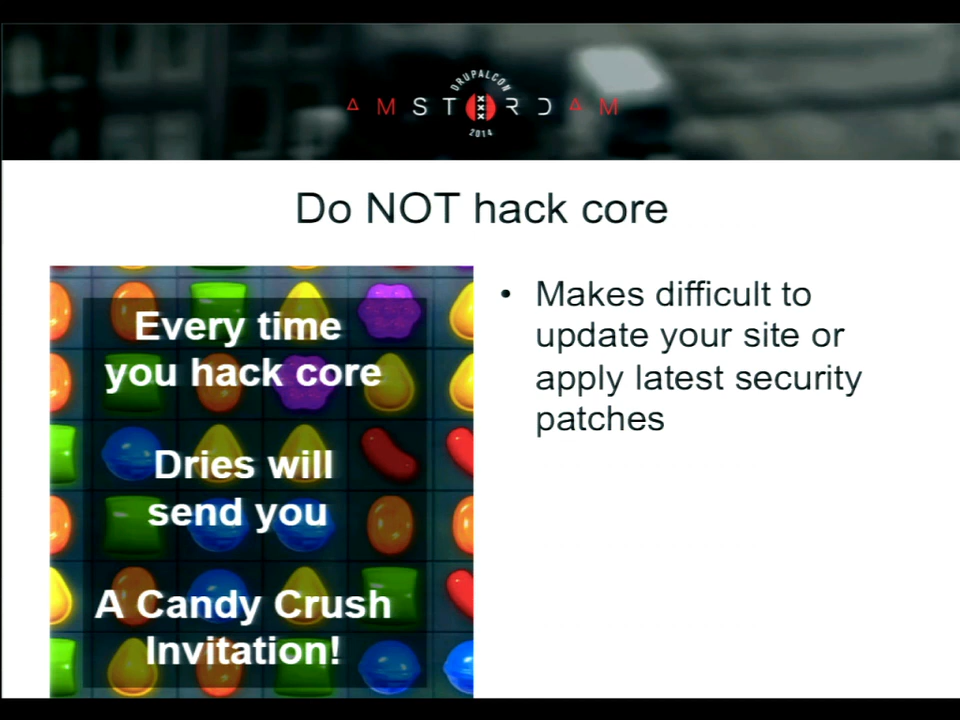 DRUPALCON
AMSTERDAM
2014
Do NOT hack core
Every time
you hack core
Dries will
send you
A Candy Crush
Invitation!
• Makes difficult to
update your site or
apply latest security
patches